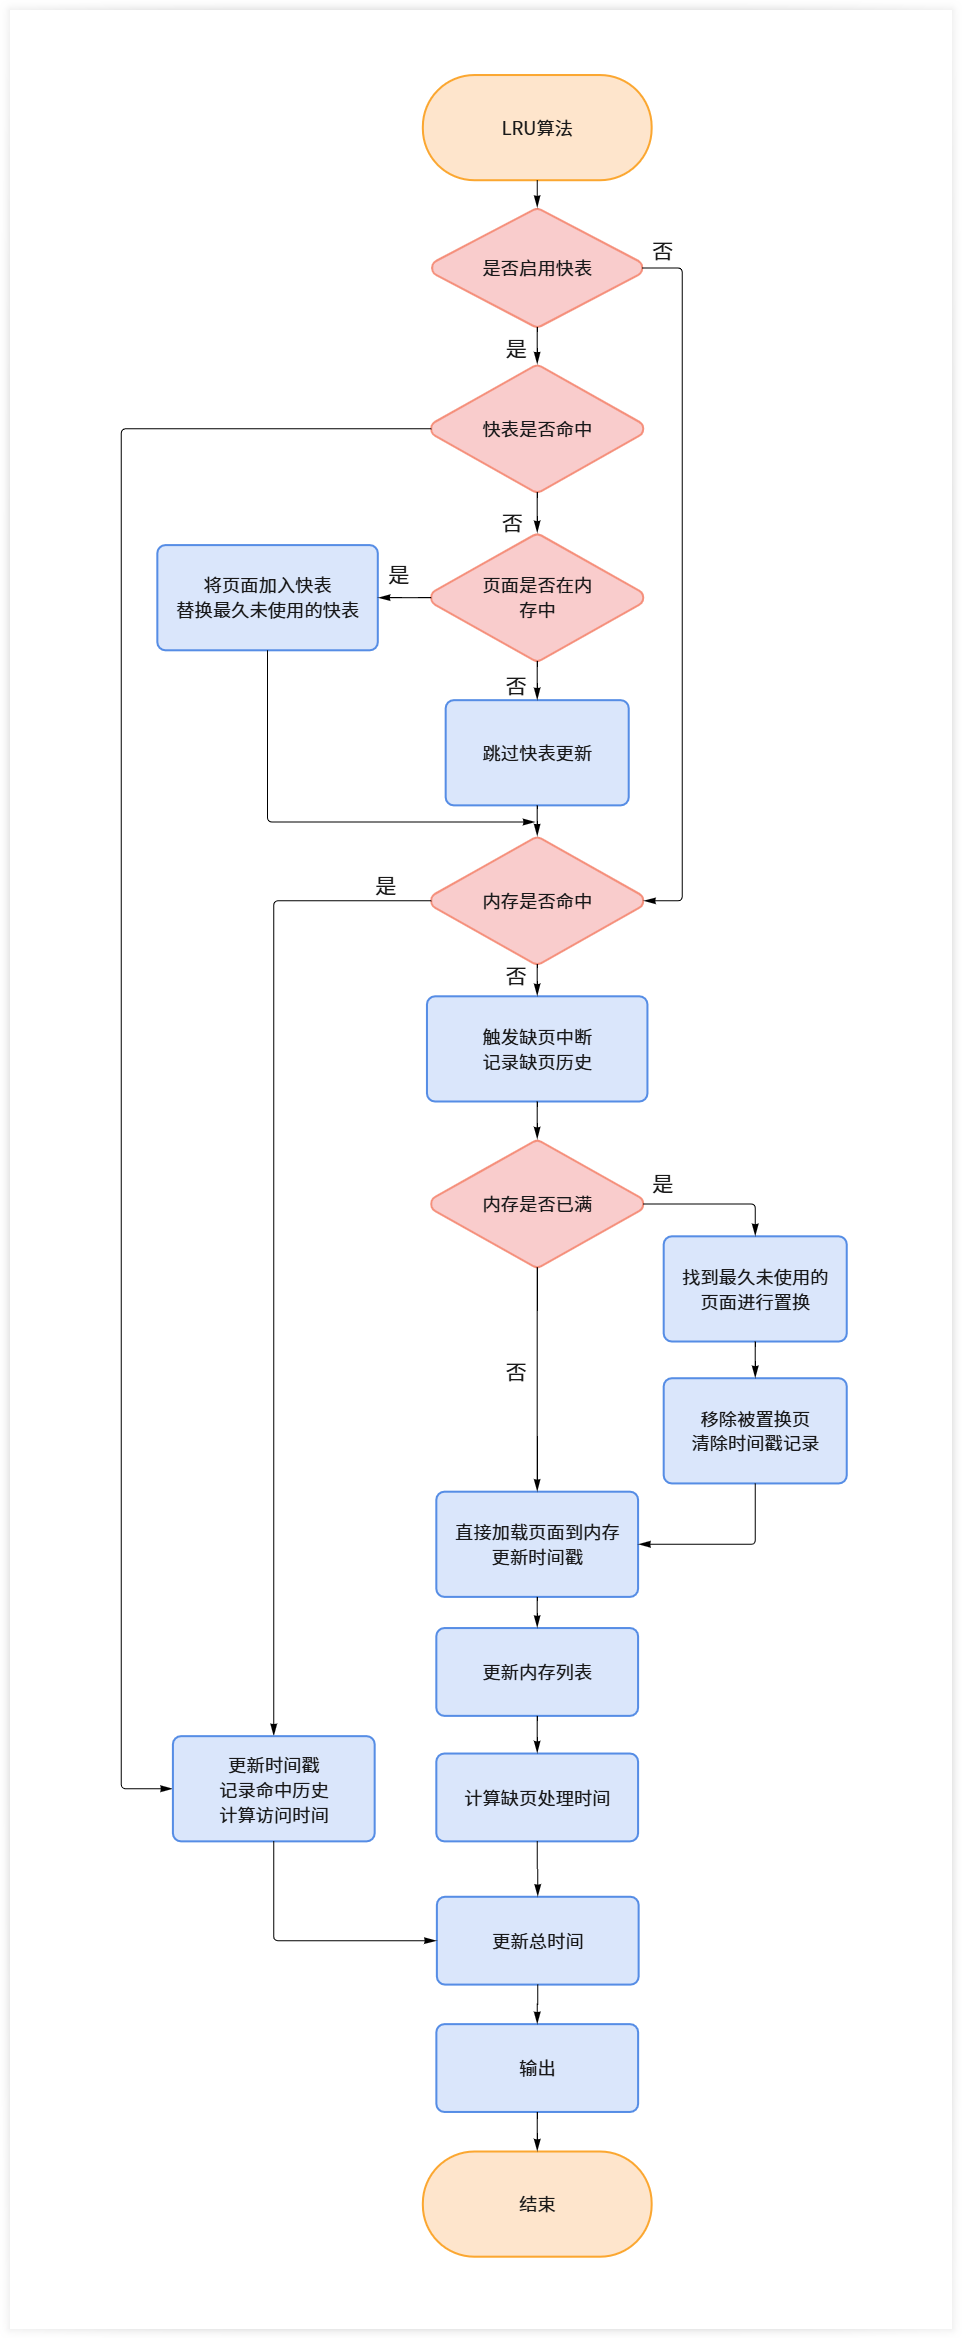 LRU算法
是否启用快表
否
是
快表是否命中
否
页面是否在内
存中
是
将页面加入快表
替换最久未使用的快表
否
跳过快表更新
内存是否命中
是
否
触发缺页中断
记录缺页历史
内存是否已满
是
找到最久未使用的
页面进行置换
移除被置换页
清除时间戳记录
否
直接加载页面到内存
更新时间戳
更新内存列表
更新时间戳
记录命中历史
计算访问时间
计算缺页处理时间
更新总时间
输出
结束